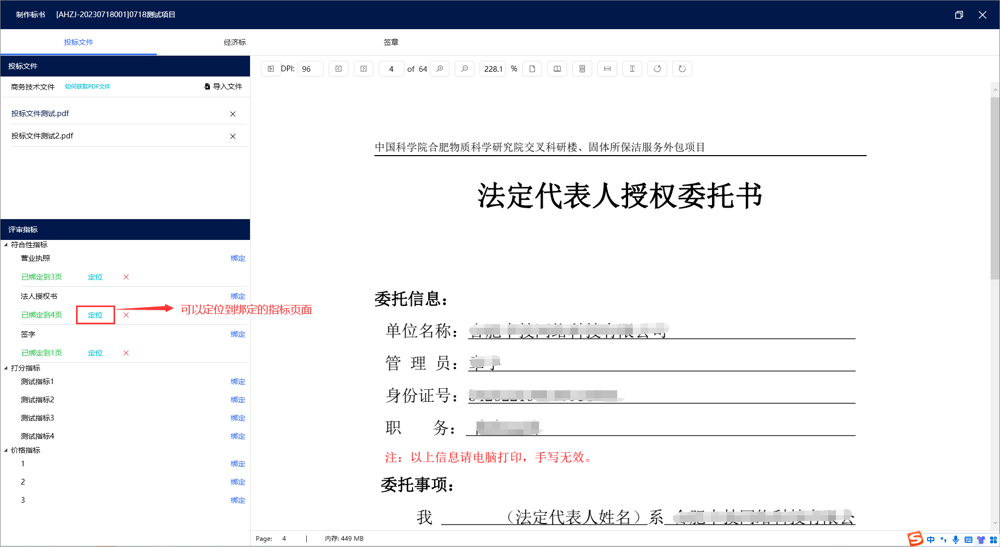 制作标书 [AHZJ-20230718001]0718测试项目
投标文件 经济标 签章
投标文件
商务技术文件 如何获取PDF文件 导入文件
投标文件测试.pdf
投标文件测试2.pdf
评审指标
符合性指标
营业执照 绑定
已绑定到3页 定位
法人授权书 绑定
已绑定到4页 定位
可以定位到绑定的指标页面
签字 绑定
已绑定到1页 定位
打分指标
测试指标1 绑定
测试指标2 绑定
测试指标3 绑定
测试指标4 绑定
价格指标
1 绑定
2 绑定
3 绑定
DPI: 96 4 of 64 228.1 %
中国科学院合肥物质科学研究院交叉科研楼、固体所保洁服务外包项目
法定代表人授权委托书
委托信息：
单位名称：
管理员：
身份证号：
职务：
注：以上信息请电脑打印，手写无效。
委托事项：
我（法定代表人姓名）系
Page: 4 | 内存: 449 MB
S 中